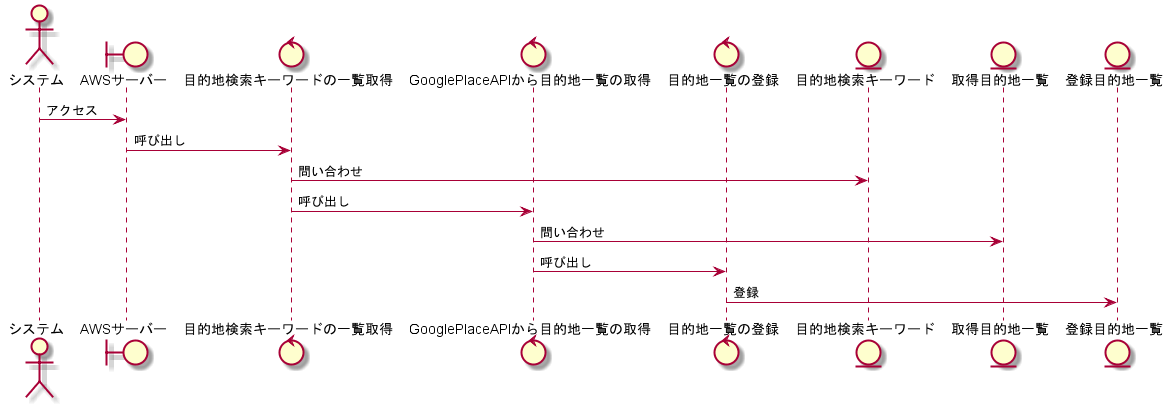 システム AWSサーバー 目的地検索キーワードの一覧取得 GooglePlaceAPIから目的地一覧の取得 目的地一覧の登録 目的地検索キーワード 取得目的地一覧 登録目的地一覧
アクセス
呼び出し
問い合わせ
呼び出し
問い合わせ
呼び出し
登録
システム AWSサーバー 目的地検索キーワードの一覧取得 GooglePlaceAPIから目的地一覧の取得 目的地一覧の登録 目的地検索キーワード 取得目的地一覧 登録目的地一覧